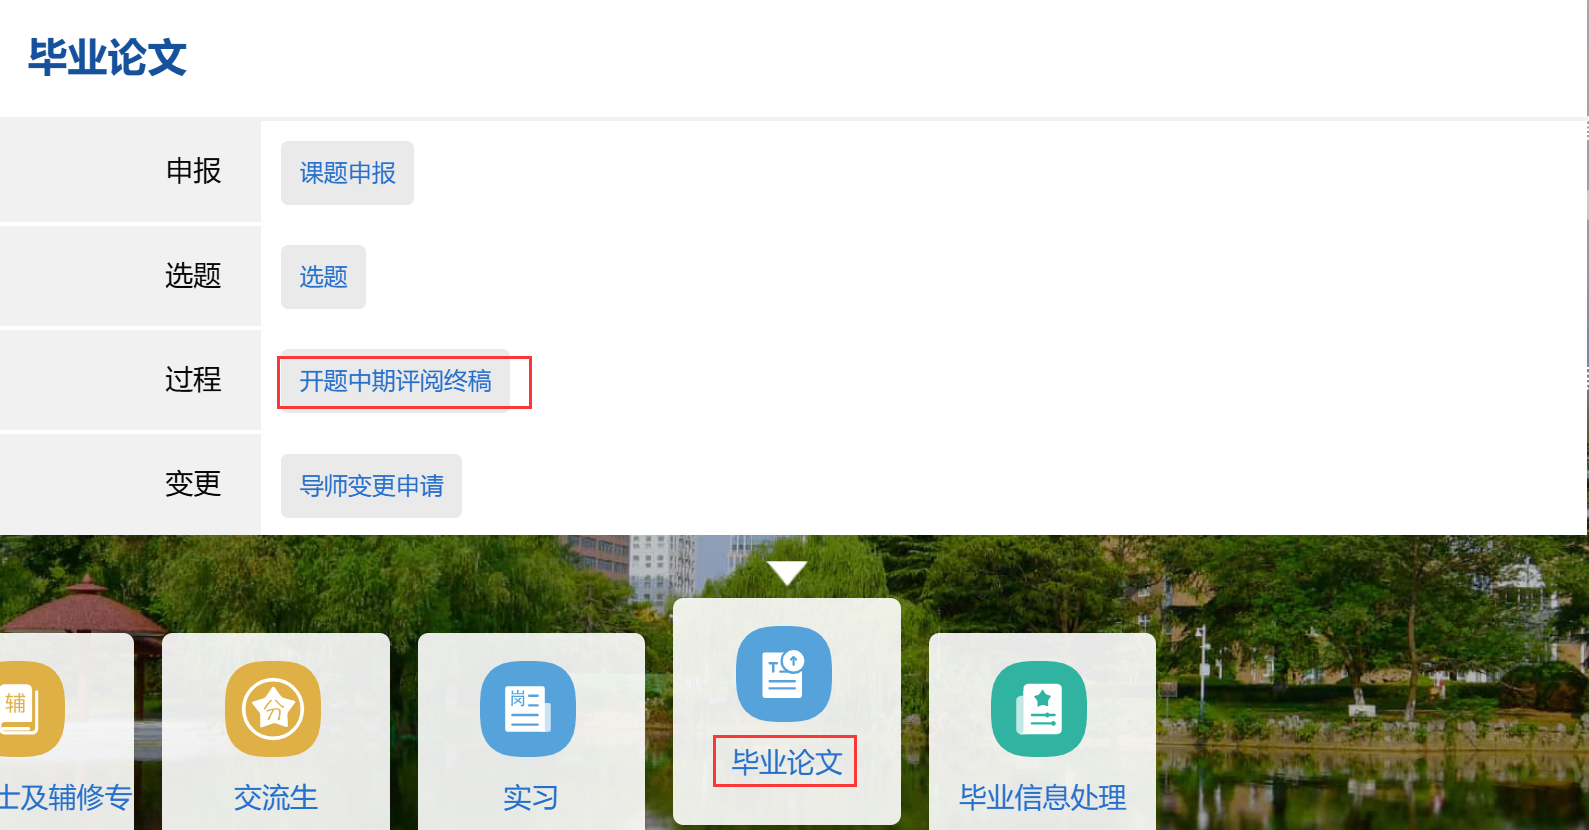 毕业论文
申报
课题申报
选题
选题
过程
开题中期评阅终稿
变更
导师变更申请
辅
分
岗
T
士及辅修专
交流生
实习
毕业论文
毕业信息处理